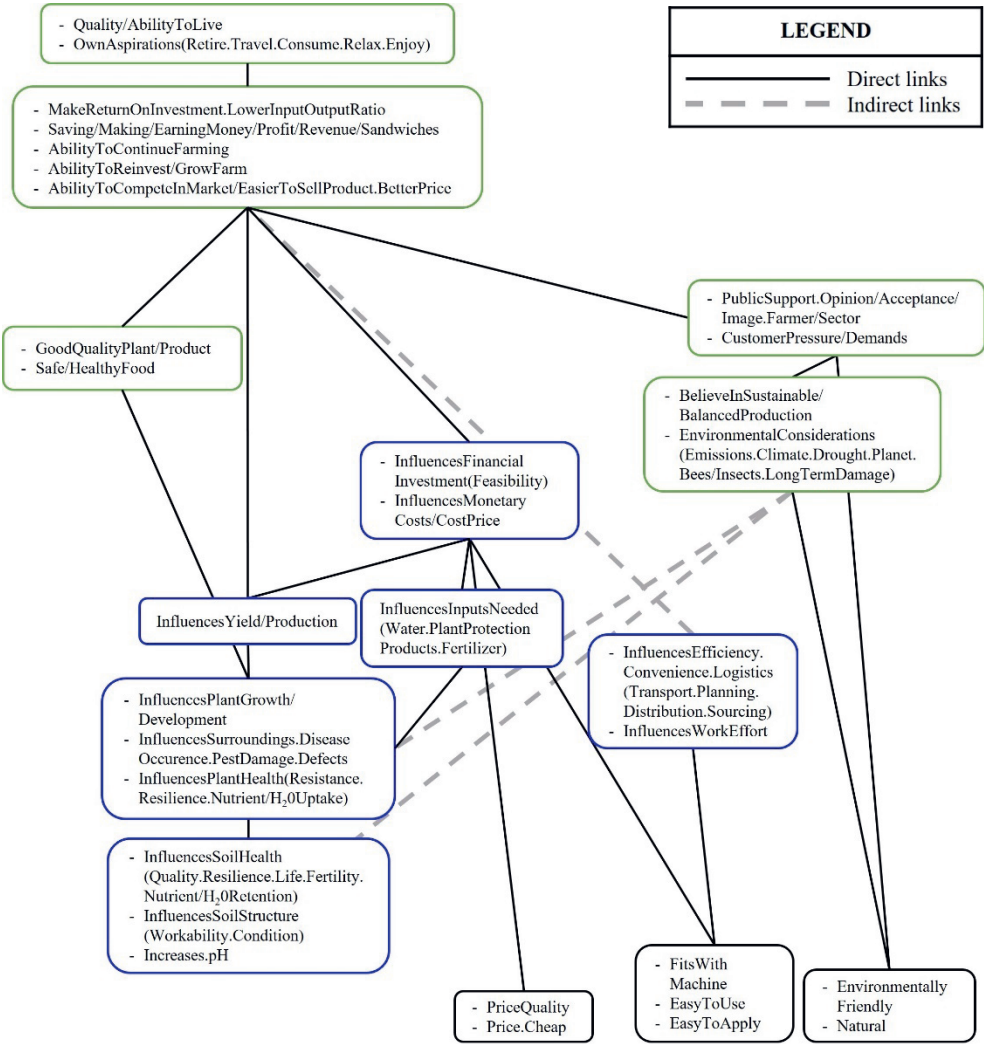 - Quality/AbilityToLive
- OwnAspirations(Retire.Travel.Consume.Relax.Enjoy)
LEGEND
Direct links
Indirect links
- MakeReturnOnInvestment.LowerInputOutputRatio
- Saving/Making/EarningMoney/Profit/Revenue/Sandwiches
- AbilityToContinueFarming
- AbilityToReinvest/GrowFarm
- AbilityToCompeteInMarket/EasierToSellProduct.BetterPrice
- PublicSupport.Opinion/Acceptance/
Image.Farmer/Sector
- CustomerPressure/Demands
- GoodQualityPlant/Product
- Safe/HealthyFood
- BelieveInSustainable/
BalancedProduction
- EnvironmentalConsiderations
(Emissions.Climate.Drought.Planet.
Bees/Insects.LongTermDamage)
- InfluencesFinancial
Investment(Feasibility)
- InfluencesMonetary
Costs/CostPrice
InfluencesYield/Production
InfluencesInputsNeeded
(Water.PlantProtection
Products.Fertilizer)
- InfluencesEfficiency.
Convenience.Logistics
(Transport.Planning.
Distribution.Sourcing)
- InfluencesWorkEffort
- InfluencesPlantGrowth/
Development
- InfluencesSurroundings.Disease
Occurence.PestDamage.Defects
- InfluencesPlantHealth(Resistance.
Resilience.Nutrient/H₂0Uptake)
- InfluencesSoilHealth
(Quality.Resilience.Life.Fertility.
Nutrient/H₂0Retention)
- InfluencesSoilStructure
(Workability.Condition)
- Increases.pH
- PriceQuality
- Price.Cheap
- FitsWith
Machine
- EasyToUse
- EasyToApply
- Environmentally
Friendly
- Natural